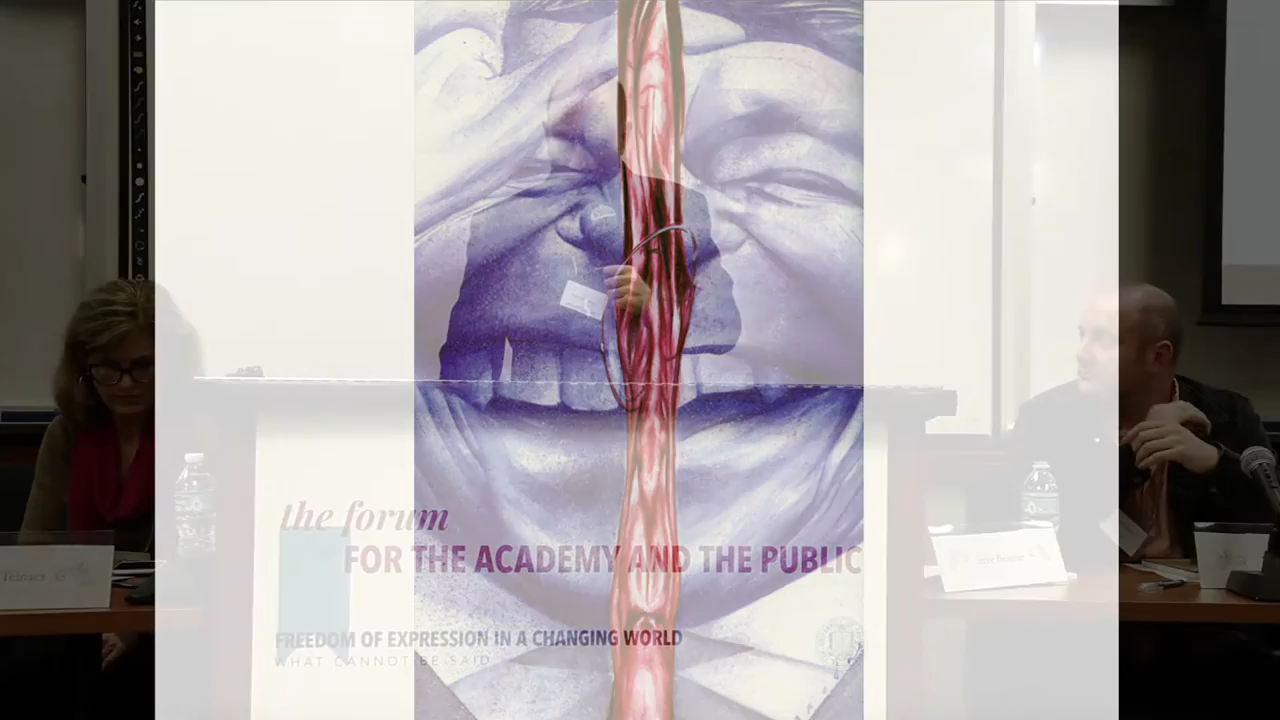 the forum
FOR THE ACADEMY AND THE PUBLIC
FREEDOM OF EXPRESSION IN A CHANGING WORLD
WHAT CANNOT BE SAID